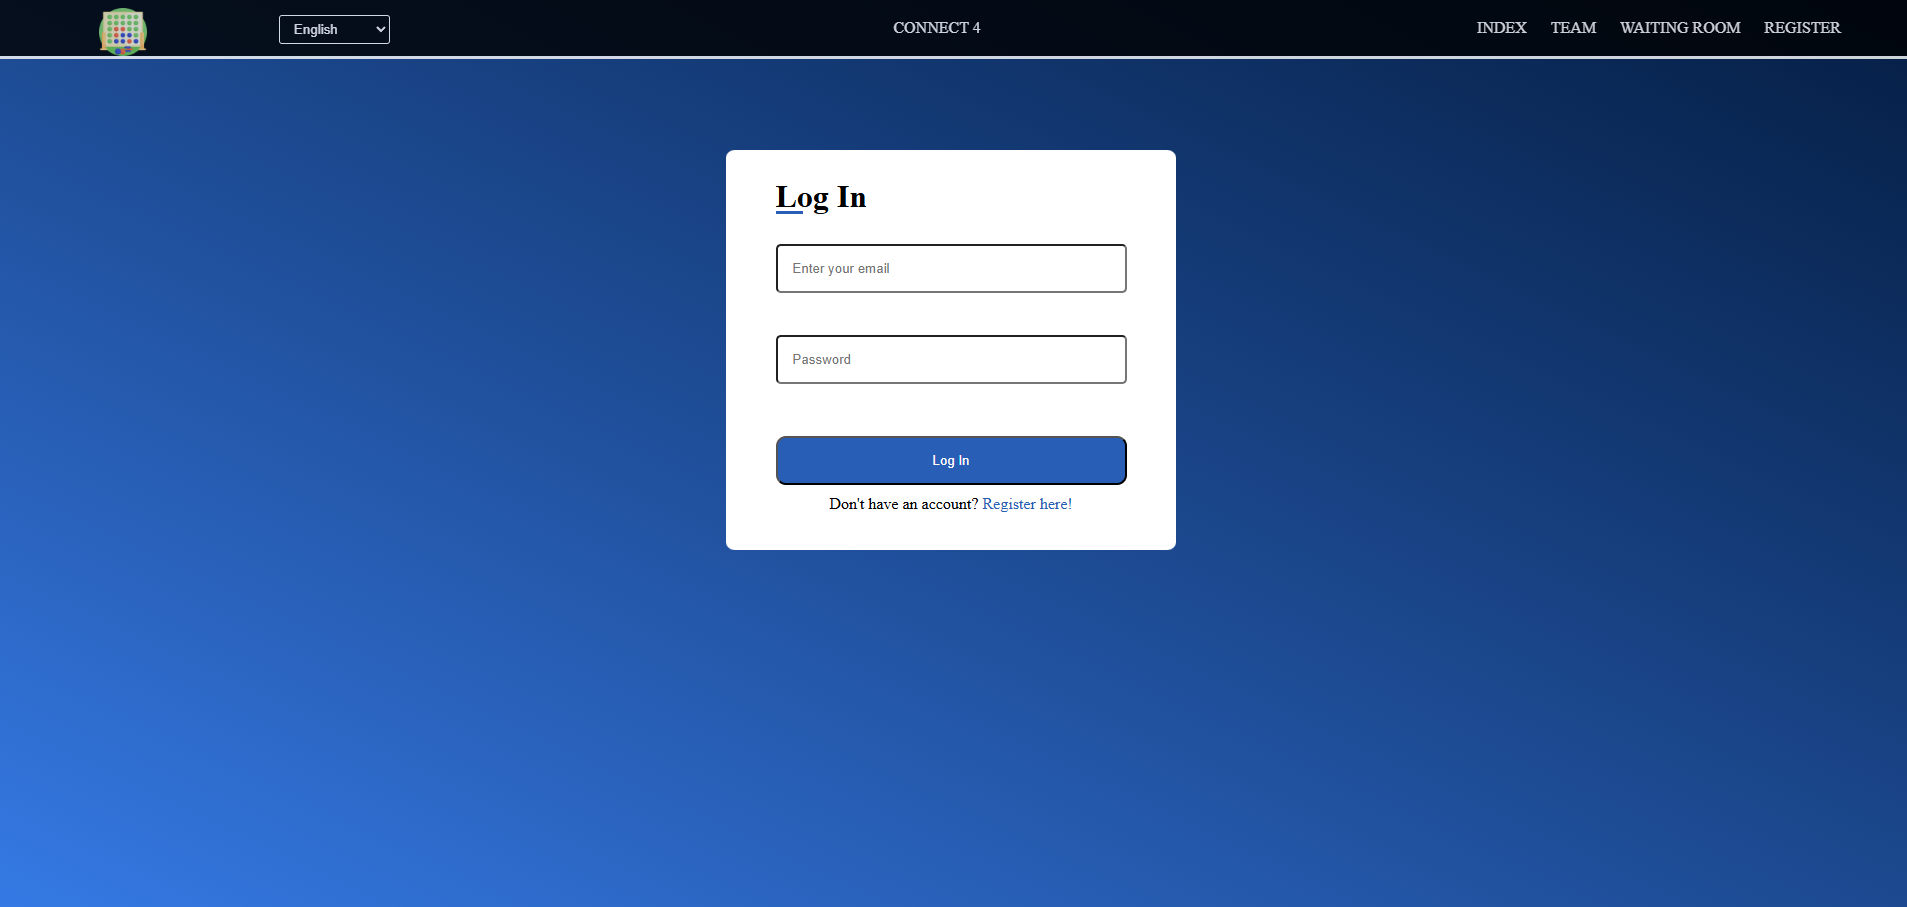 English
CONNECT 4
INDEX TEAM WAITING ROOM REGISTER
Log In
Enter your email
Password
Log In
Don't have an account? Register here!